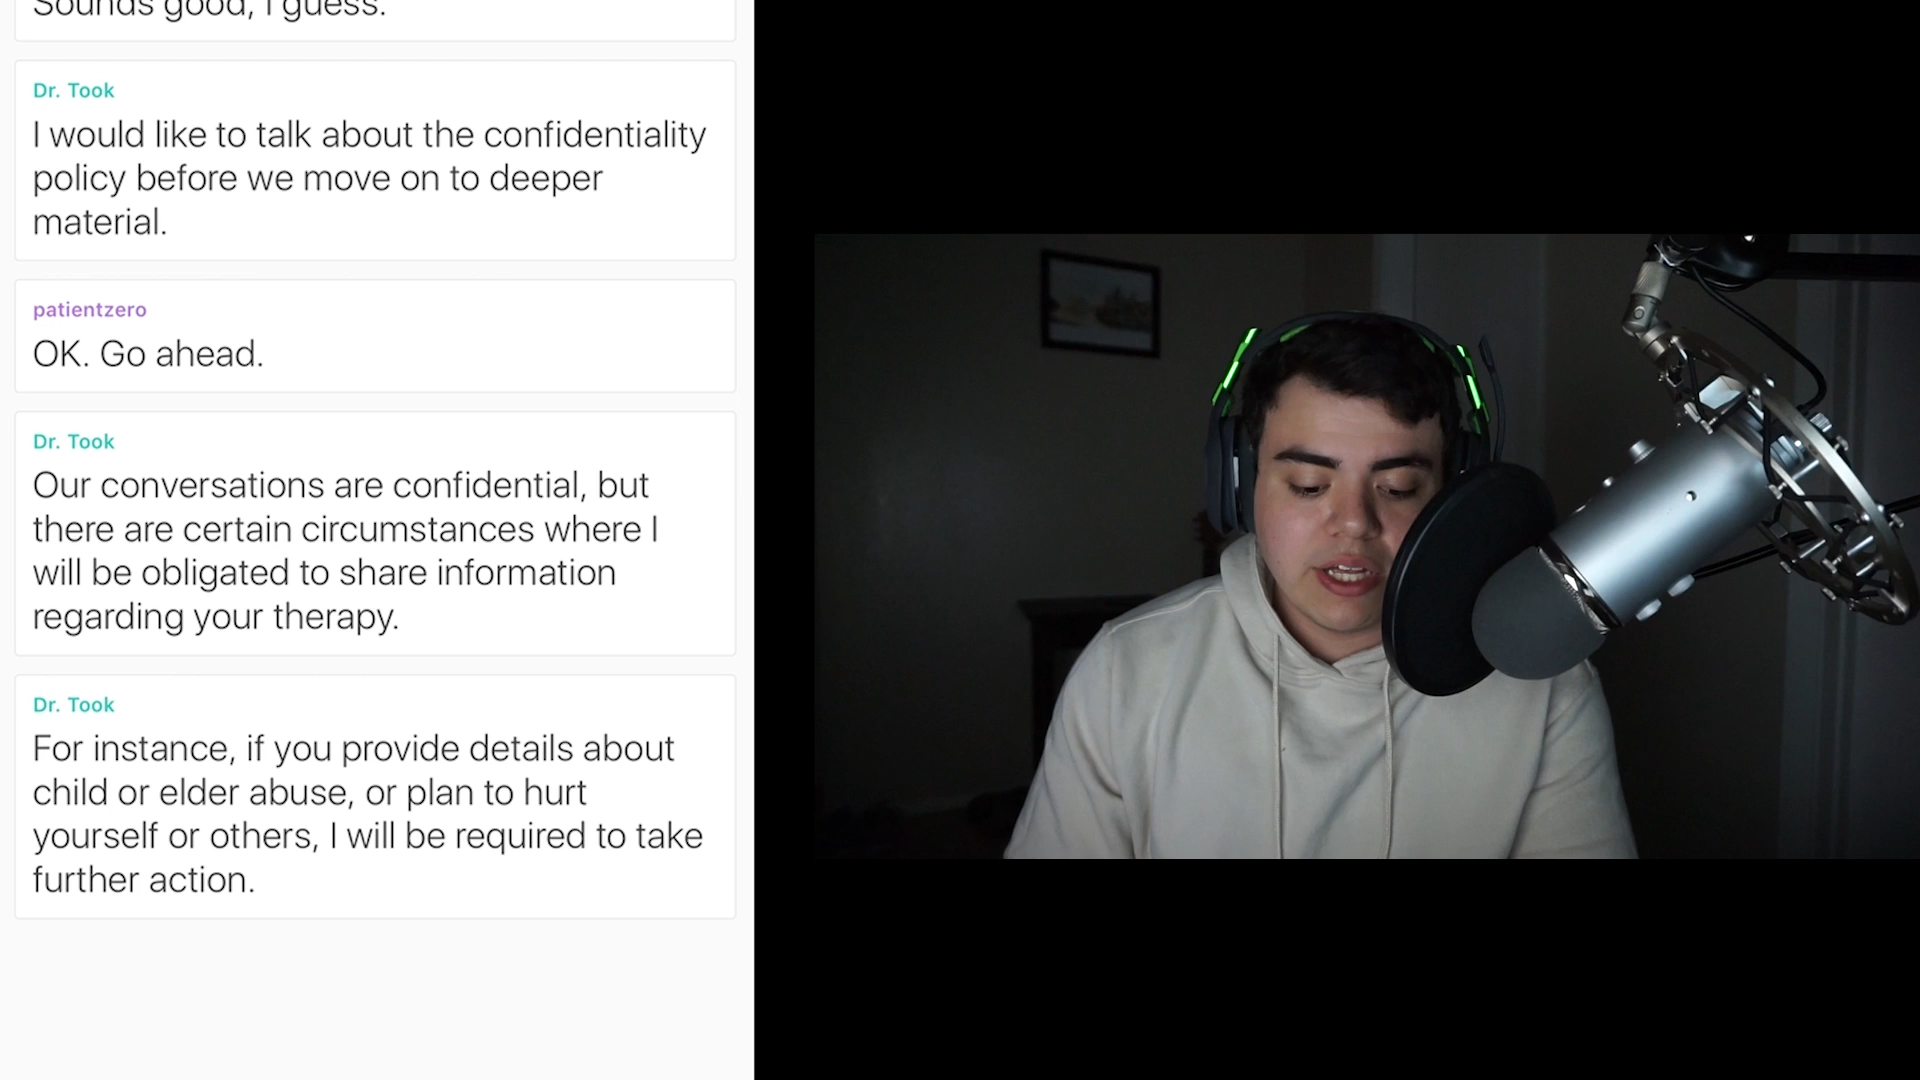 Sounds good, I guess.
Dr. Took
I would like to talk about the confidentiality
policy before we move on to deeper
material.
patientzero
OK. Go ahead.
Dr. Took
Our conversations are confidential, but
there are certain circumstances where I
will be obligated to share information
regarding your therapy.
Dr. Took
For instance, if you provide details about
child or elder abuse, or plan to hurt
yourself or others, I will be required to take
further action.